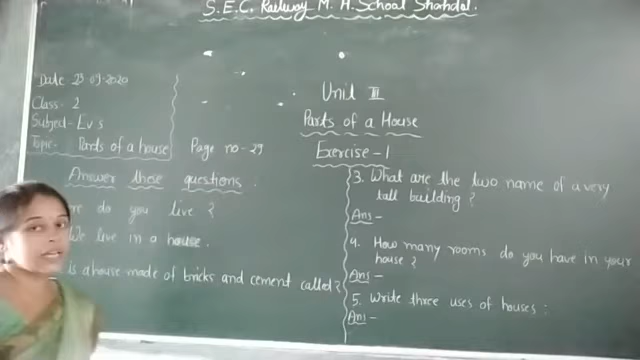 S.E.C. Railway M. H. School Shahdol.
Date 23.09.2020
Class- 2
Subject- Evs
Topic- Parts of a house
Page no - 29
Unit III
Parts of a House
Exercise - 1
Answer these questions.
do you live ?
We live in a house.
is a house made of bricks and cement called?
3. What are the two name of a very
tall building ?
Ans -
4. How many rooms do you have in your
house ?
Ans -
5. Write three uses of houses :
Ans -